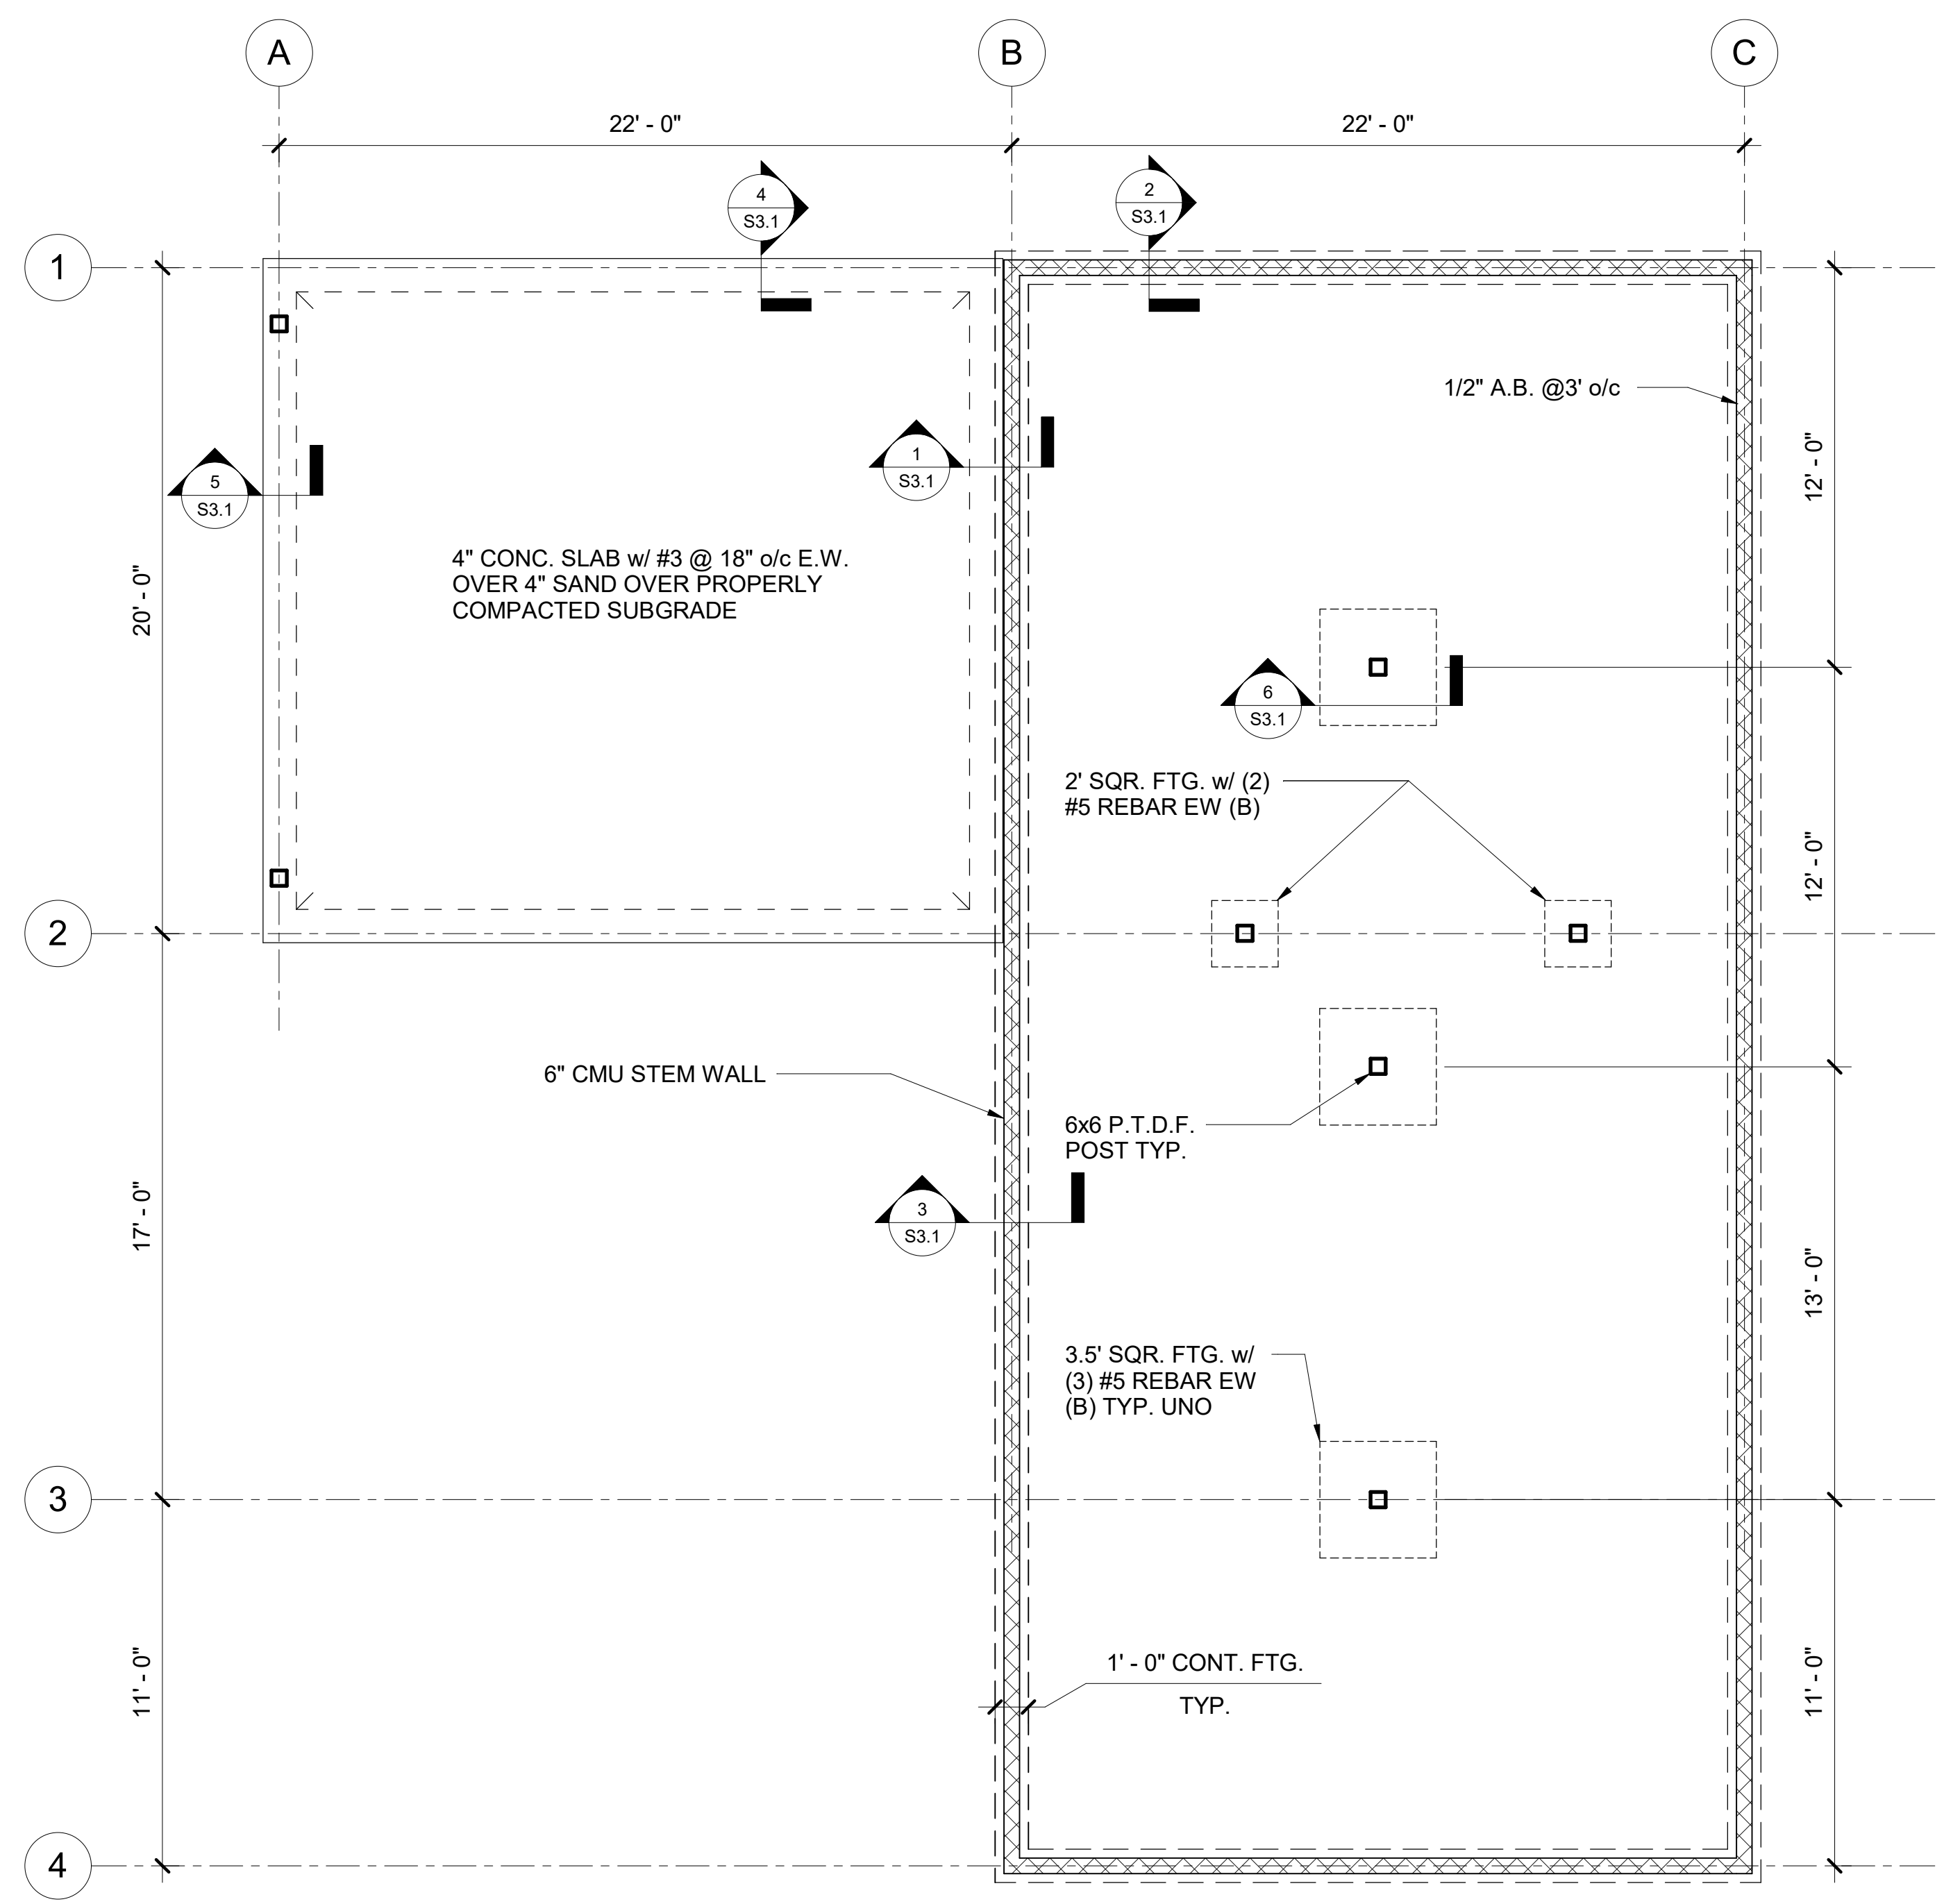 A
B
C
22' - 0"
22' - 0"
4
S3.1
2
S3.1
1
1/2" A.B. @3' o/c
12' - 0"
1
S3.1
5
S3.1
20' - 0"
4" CONC. SLAB w/ #3 @ 18" o/c E.W.
OVER 4" SAND OVER PROPERLY
COMPACTED SUBGRADE
6
S3.1
2' SQR. FTG. w/ (2)
#5 REBAR EW (B)
12' - 0"
2
6" CMU STEM WALL
6x6 P.T.D.F.
POST TYP.
17' - 0"
3
S3.1
13' - 0"
3.5' SQR. FTG. w/
(3) #5 REBAR EW
(B) TYP. UNO
3
11' - 0"
1' - 0" CONT. FTG.
TYP.
11' - 0"
4